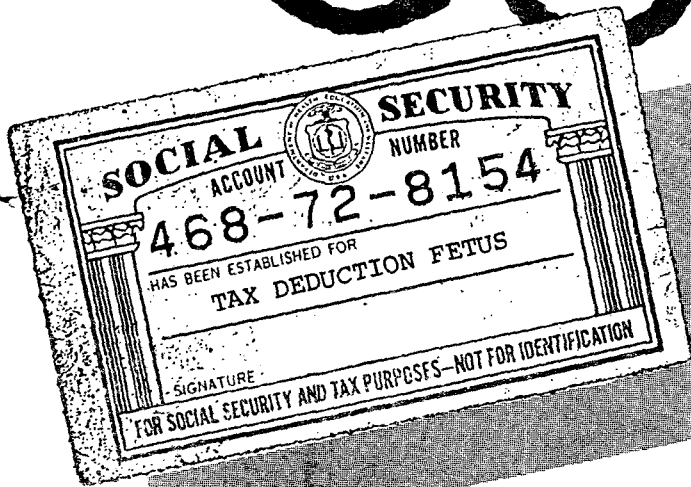 SOCIAL SECURITY
ACCOUNT NUMBER
468-72-8154
HAS BEEN ESTABLISHED FOR
TAX DEDUCTION FETUS
SIGNATURE
FOR SOCIAL SECURITY AND TAX PURPOSES—NOT FOR IDENTIFICATION